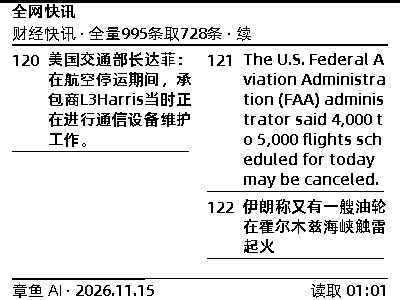 全网快讯
财经快讯 · 全量995条取728条 · 续
120 美国交通部长达菲：
在航空停运期间，承
包商L3Harris当时正
在进行通信设备维护
工作。
121 The U.S. Federal A
viation Administra
tion (FAA) adminis
trator said 4,000 t
o 5,000 flights sch
eduled for today
may be canceled.
122 伊朗称又有一艘油轮
在霍尔木兹海峡触雷
起火
章鱼 AI · 2026.11.15
读取 01:01